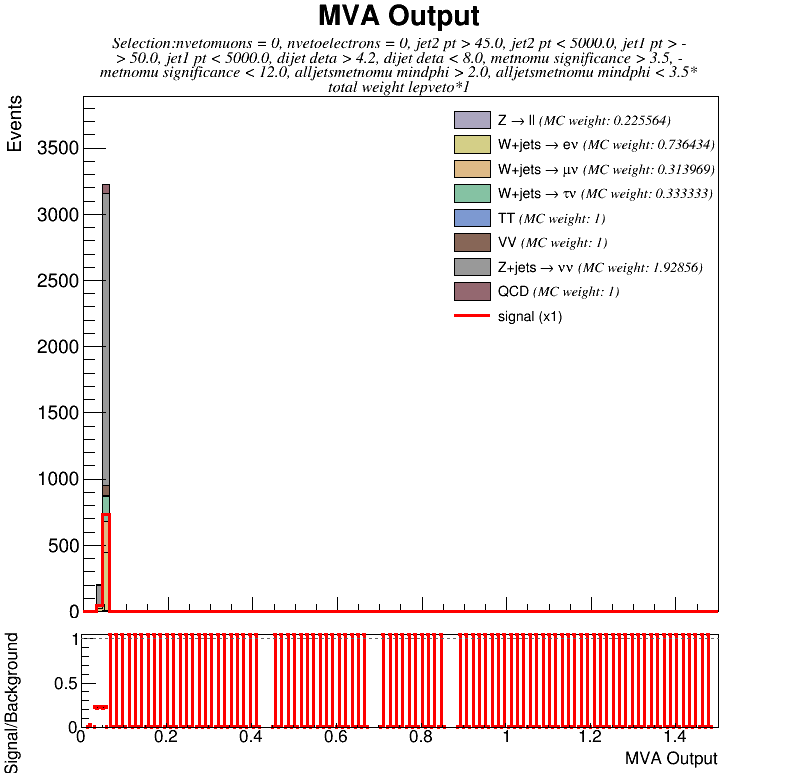 MVA Output
Selection:nvetomuons = 0, nvetoelectrons = 0, jet2 pt > 45.0, jet2 pt < 5000.0, jet1 pt > -
> 50.0, jet1 pt < 5000.0, dijet deta > 4.2, dijet deta < 8.0, metnomu significance > 3.5, -
metnomu significance < 12.0, alljetsmetnomu mindphi > 2.0, alljetsmetnomu mindphi < 3.5*
total weight lepveto*1
Events
3500
3000
2500
2000
1500
1000
500
0
Z → ll (MC weight: 0.225564)
W+jets → eν (MC weight: 0.736434)
W+jets → μν (MC weight: 0.313969)
W+jets → τν (MC weight: 0.333333)
TT (MC weight: 1)
VV (MC weight: 1)
Z+jets → νν (MC weight: 1.92856)
QCD (MC weight: 1)
signal (x1)
Signal/Background
1
0.5
0
0 0.2 0.4 0.6 0.8 1 1.2 1.4
MVA Output